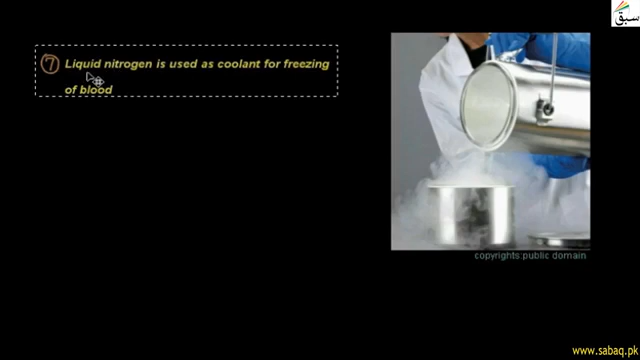 سبق
7 Liquid nitrogen is used as coolant for freezing
of blood
copyrights:public domain
www.sabaq.pk